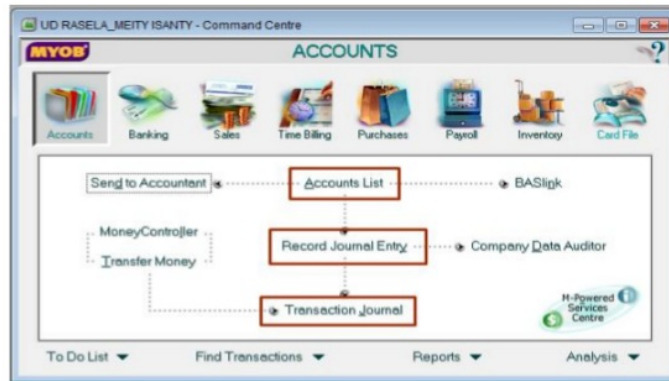 UD RASELA_MEITY ISANTY - Command Centre
MYOB ACCOUNTS ?
Accounts Banking Sales Time Billing Purchases Payroll Inventory Card File
Send to Accountant Accounts List BASlink
MoneyController
Record Journal Entry Company Data Auditor
Transfer Money
Transaction Journal
M-Powered
Services
Centre
To Do List Find Transactions Reports Analysis